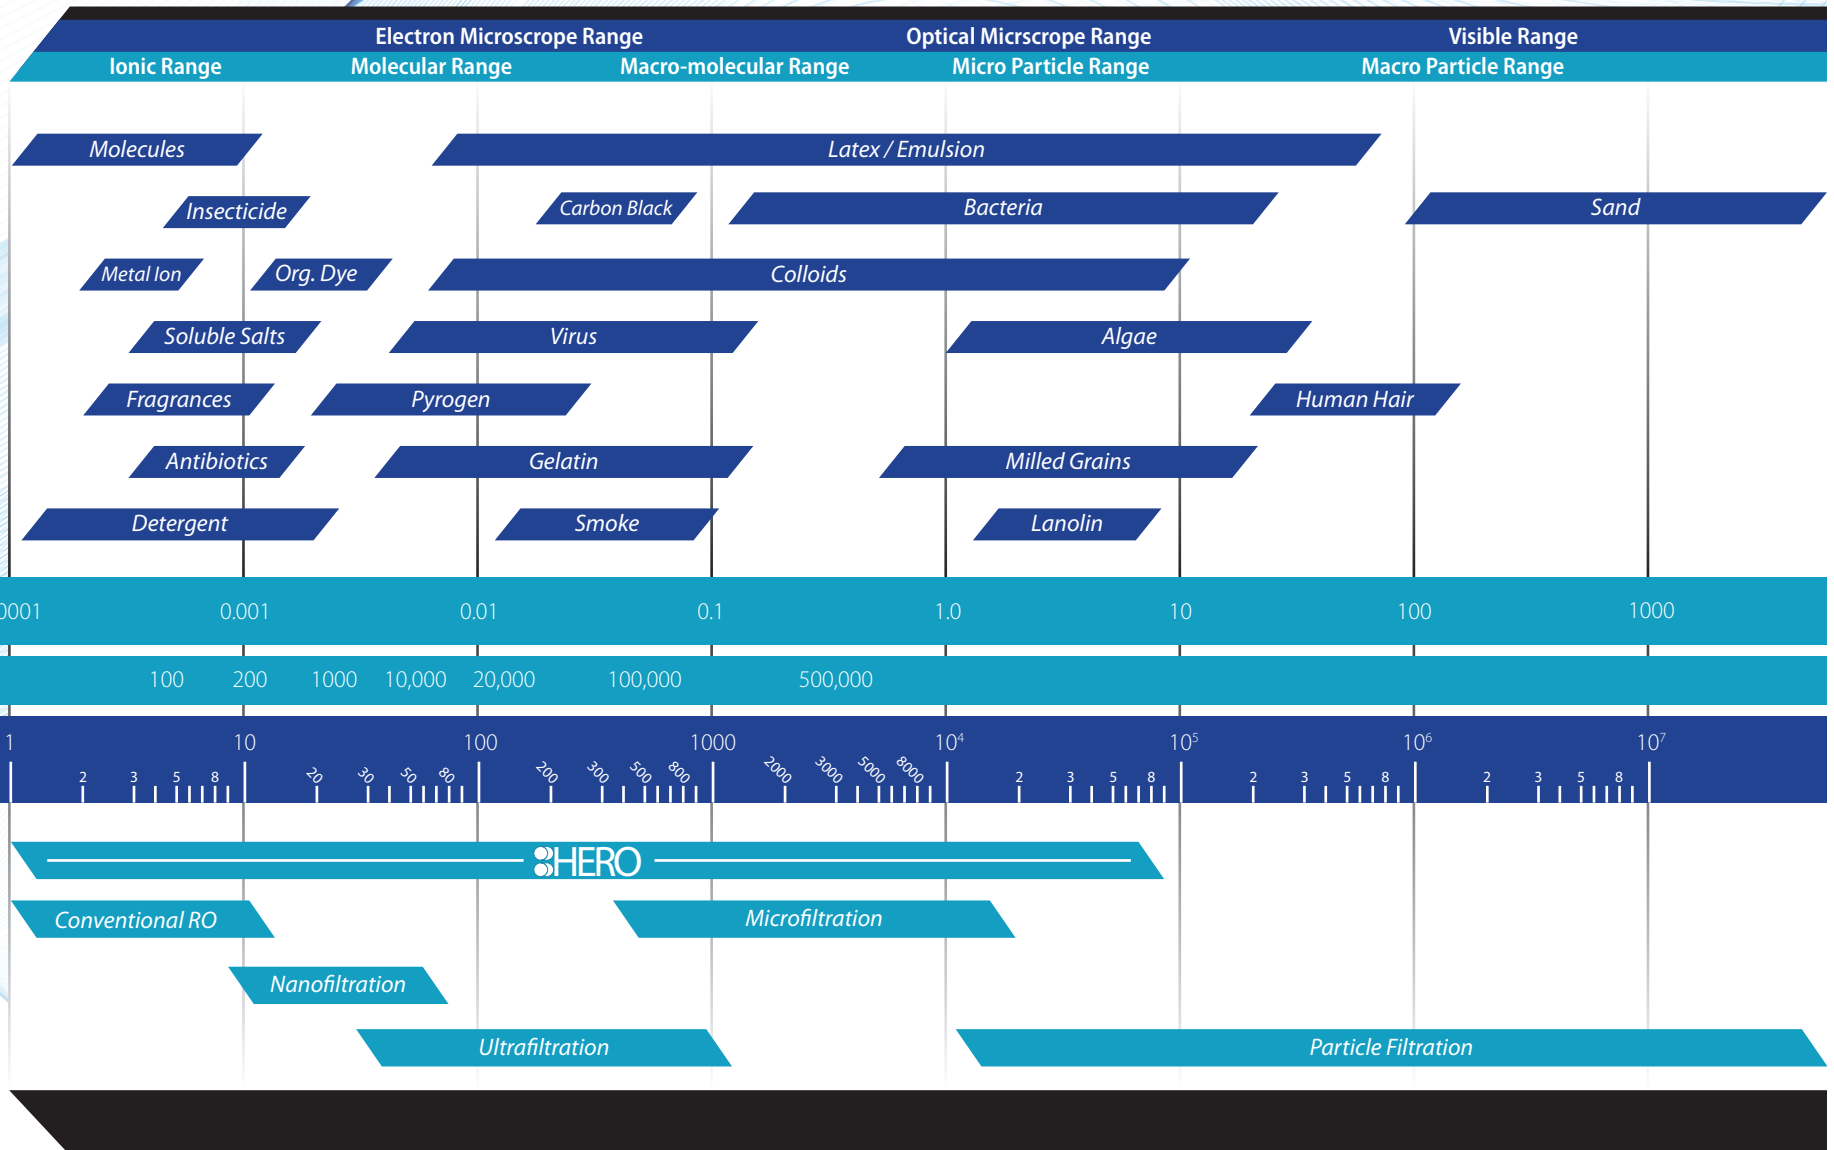 Electron Microscope Range Optical Micrscope Range Visible Range
Ionic Range Molecular Range Macro-molecular Range Micro Particle Range Macro Particle Range
Molecules Latex / Emulsion
Insecticide Carbon Black Bacteria Sand
Metal Ion Org. Dye Colloids
Soluble Salts Virus Algae
Fragrances Pyrogen Human Hair
Antibiotics Gelatin Milled Grains
Detergent Smoke Lanolin
0001 0.001 0.01 0.1 1.0 10 100 1000
100 200 1000 10,000 20,000 100,000 500,000
1 10 100 1000 10⁴ 10⁵ 10⁶ 10⁷
2 3 5 8 20 30 50 80 200 300 500 800 2000 3000 5000 8000 2 3 5 8 2 3 5 8 2 3 5 8
HERO
Conventional RO Microfiltration
Nanofiltration
Ultrafiltration Particle Filtration